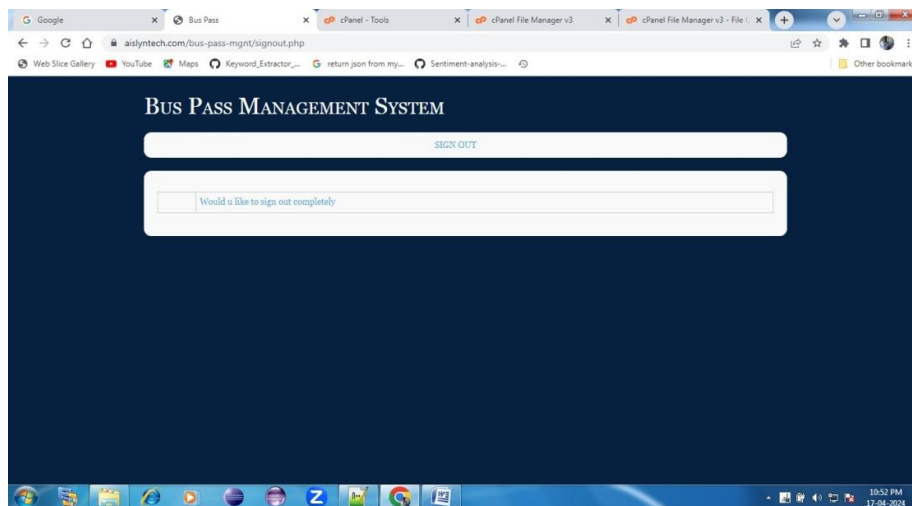 Google
Bus Pass
cPanel - Tools
cPanel File Manager v3
cPanel File Manager v3 - File
aislyntech.com/bus-pass-mgnt/signout.php
Web Slice Gallery YouTube Maps Keyword_Extractor_... return json from my... Sentiment-analysis-... Other bookmark
BUS PASS MANAGEMENT SYSTEM
SIGN OUT
Would u like to sign out completely
10:52 PM
17-04-2024